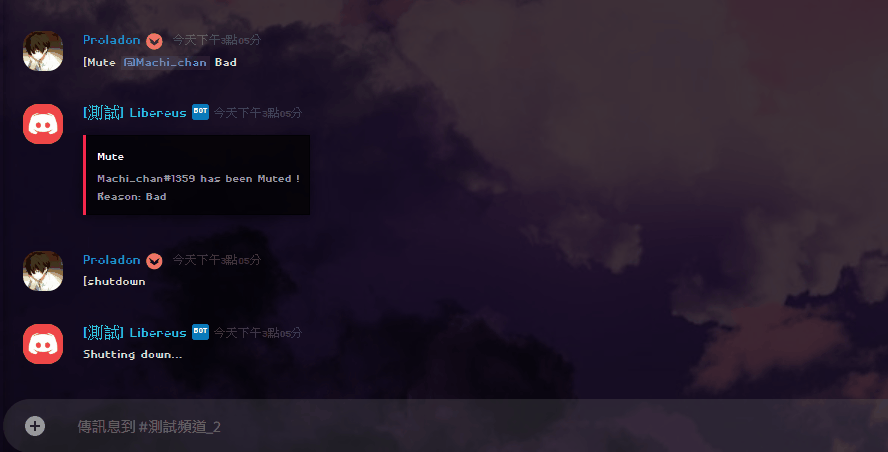 Proladon 今天下午3點05分
[Mute @Machi_chan Bad
[測試] Libereus BOT 今天下午3點05分
Mute
Machi_chan#1359 has been Muted !
Reason: Bad
Proladon 今天下午3點05分
[shutdown
[測試] Libereus BOT 今天下午3點05分
Shutting down...
傳訊息到 #測試頻道_2